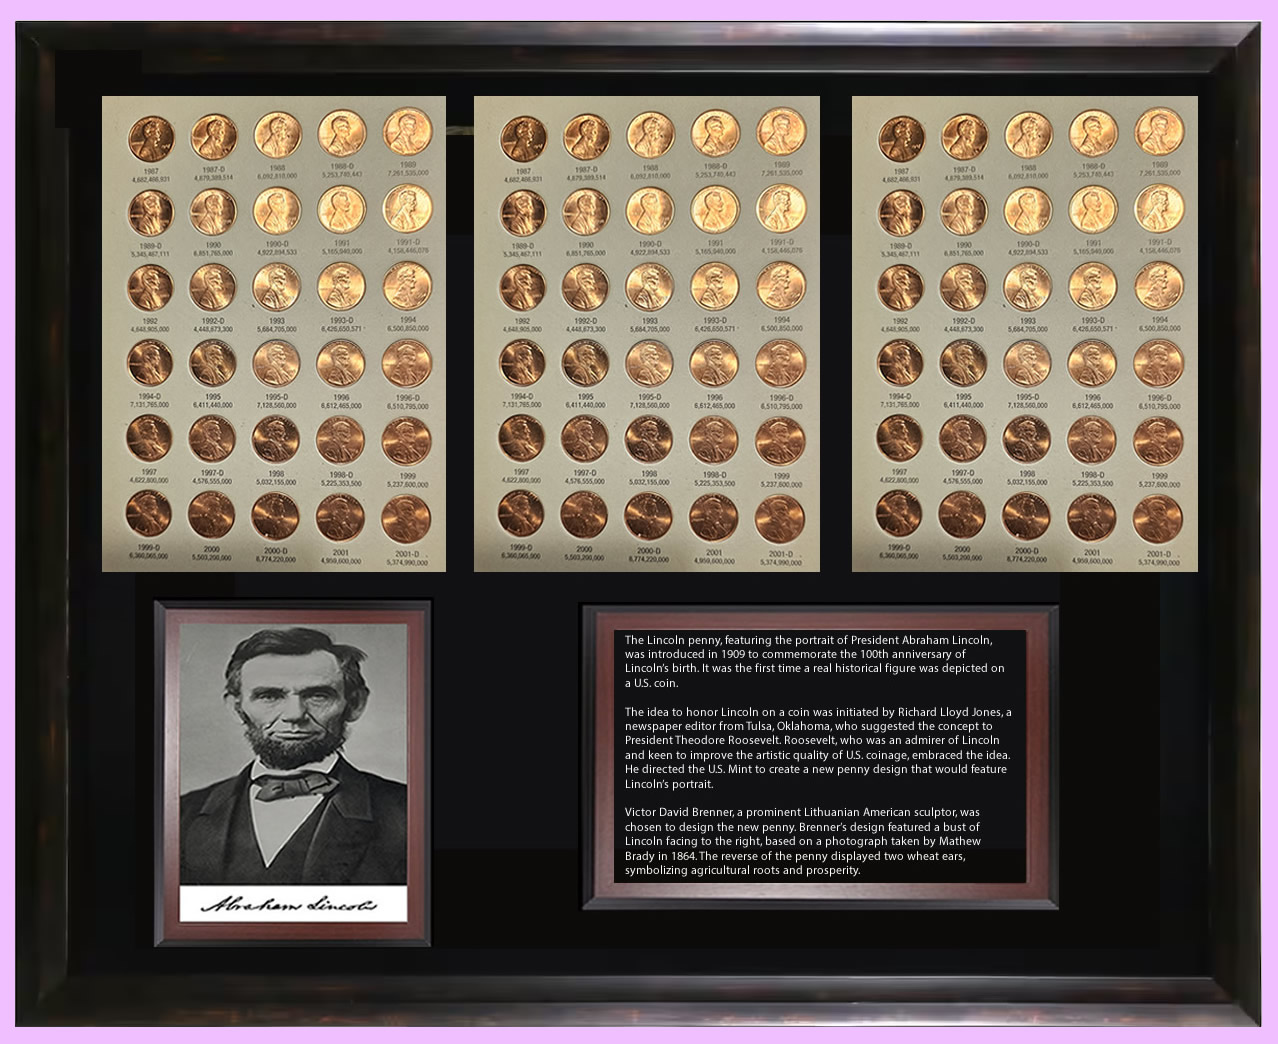 1987 1987-D 1988 1988-D 1989
4,682,466,931 4,879,389,514 6,092,810,000 5,253,740,443 7,261,535,000
1989-D 1990 1990-D 1991 1991-D
5,345,467,111 6,851,765,000 4,922,894,533 5,165,940,000 4,158,446,076
1992 1992-D 1993 1993-D 1994
4,648,905,000 4,448,673,300 5,684,705,000 6,426,650,571 6,500,850,000
1994-D 1995 1995-D 1996 1996-D
7,131,765,000 6,411,440,000 7,128,560,000 6,612,465,000 6,510,795,000
1997 1997-D 1998 1998-D 1999
4,622,800,000 4,576,555,000 5,032,155,000 5,225,353,500 5,237,600,000
1999-D 2000 2000-D 2001 2001-D
6,360,065,000 5,503,200,000 8,774,220,000 4,959,600,000 5,374,990,000
1987 1987-D 1988 1988-D 1989
4,682,466,931 4,879,389,514 6,092,810,000 5,253,740,443 7,261,535,000
1989-D 1990 1990-D 1991 1991-D
5,345,467,111 6,851,765,000 4,922,894,533 5,165,940,000 4,158,446,076
1992 1992-D 1993 1993-D 1994
4,648,905,000 4,448,673,300 5,684,705,000 6,426,650,571 6,500,850,000
1994-D 1995 1995-D 1996 1996-D
7,131,765,000 6,411,440,000 7,128,560,000 6,612,465,000 6,510,795,000
1997 1997-D 1998 1998-D 1999
4,622,800,000 4,576,555,000 5,032,155,000 5,225,353,500 5,237,600,000
1999-D 2000 2000-D 2001 2001-D
6,360,065,000 5,503,200,000 8,774,220,000 4,959,600,000 5,374,990,000
1987 1987-D 1988 1988-D 1989
4,682,466,931 4,879,389,514 6,092,810,000 5,253,740,443 7,261,535,000
1989-D 1990 1990-D 1991 1991-D
5,345,467,111 6,851,765,000 4,922,894,533 5,165,940,000 4,158,446,076
1992 1992-D 1993 1993-D 1994
4,648,905,000 4,448,673,300 5,684,705,000 6,426,650,571 6,500,850,000
1994-D 1995 1995-D 1996 1996-D
7,131,765,000 6,411,440,000 7,128,560,000 6,612,465,000 6,510,795,000
1997 1997-D 1998 1998-D 1999
4,622,800,000 4,576,555,000 5,032,155,000 5,225,353,500 5,237,600,000
1999-D 2000 2000-D 2001 2001-D
6,360,065,000 5,503,200,000 8,774,220,000 4,959,600,000 5,374,990,000
Abraham Lincoln
The Lincoln penny, featuring the portrait of President Abraham Lincoln,
was introduced in 1909 to commemorate the 100th anniversary of
Lincoln's birth. It was the first time a real historical figure was depicted on
a U.S. coin.
The idea to honor Lincoln on a coin was initiated by Richard Lloyd Jones, a
newspaper editor from Tulsa, Oklahoma, who suggested the concept to
President Theodore Roosevelt. Roosevelt, who was an admirer of Lincoln
and keen to improve the artistic quality of U.S. coinage, embraced the idea.
He directed the U.S. Mint to create a new penny design that would feature
Lincoln's portrait.
Victor David Brenner, a prominent Lithuanian American sculptor, was
chosen to design the new penny. Brenner's design featured a bust of
Lincoln facing to the right, based on a photograph taken by Mathew
Brady in 1864. The reverse of the penny displayed two wheat ears,
symbolizing agricultural roots and prosperity.